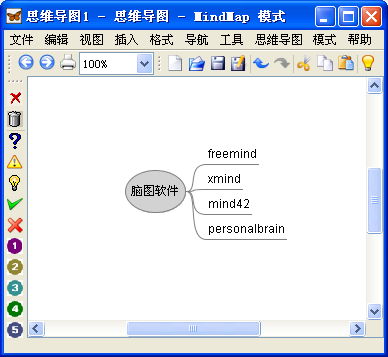 思维导图1 - 思维导图 - MindMap 模式
文件 编辑 视图 插入 格式 导航 工具 思维导图 模式 帮助
100%
freemind
xmind
脑图软件
mind42
personalbrain
1
2
3
4
5